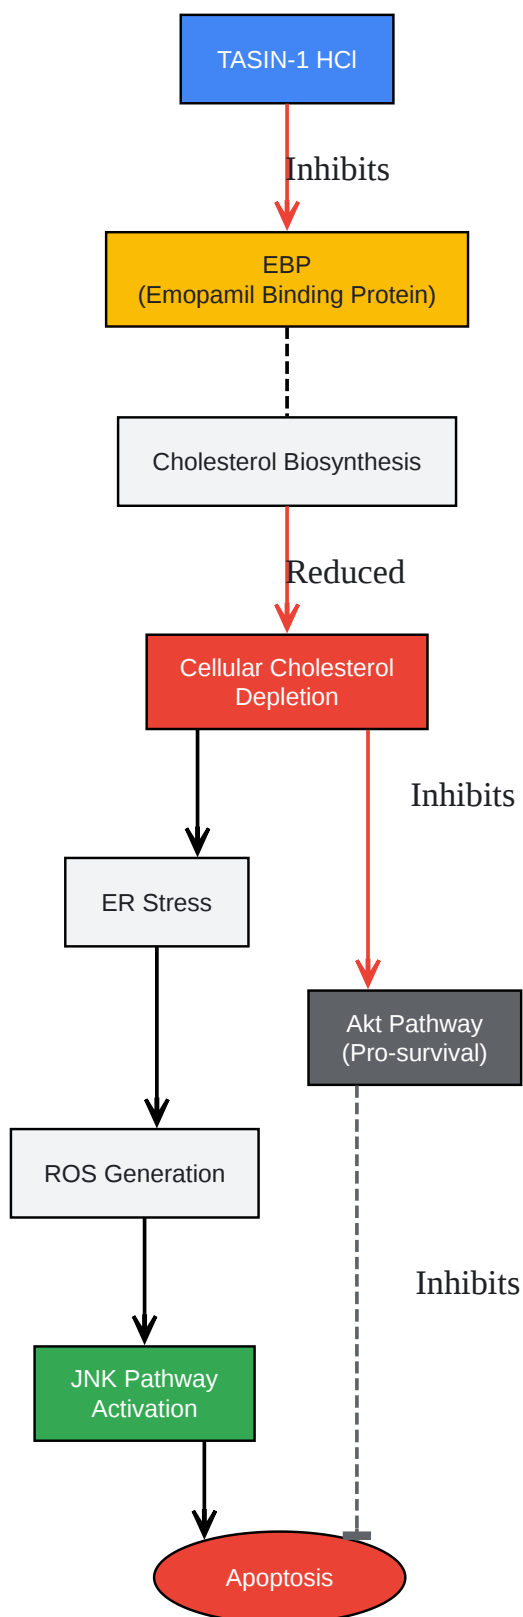 TASIN-1 HCl
Inhibits
EBP
(Emopamil Binding Protein)
Cholesterol Biosynthesis
Reduced
Cellular Cholesterol
Depletion
Inhibits
ER Stress
Akt Pathway
(Pro-survival)
ROS Generation
Inhibits
JNK Pathway
Activation
Apoptosis